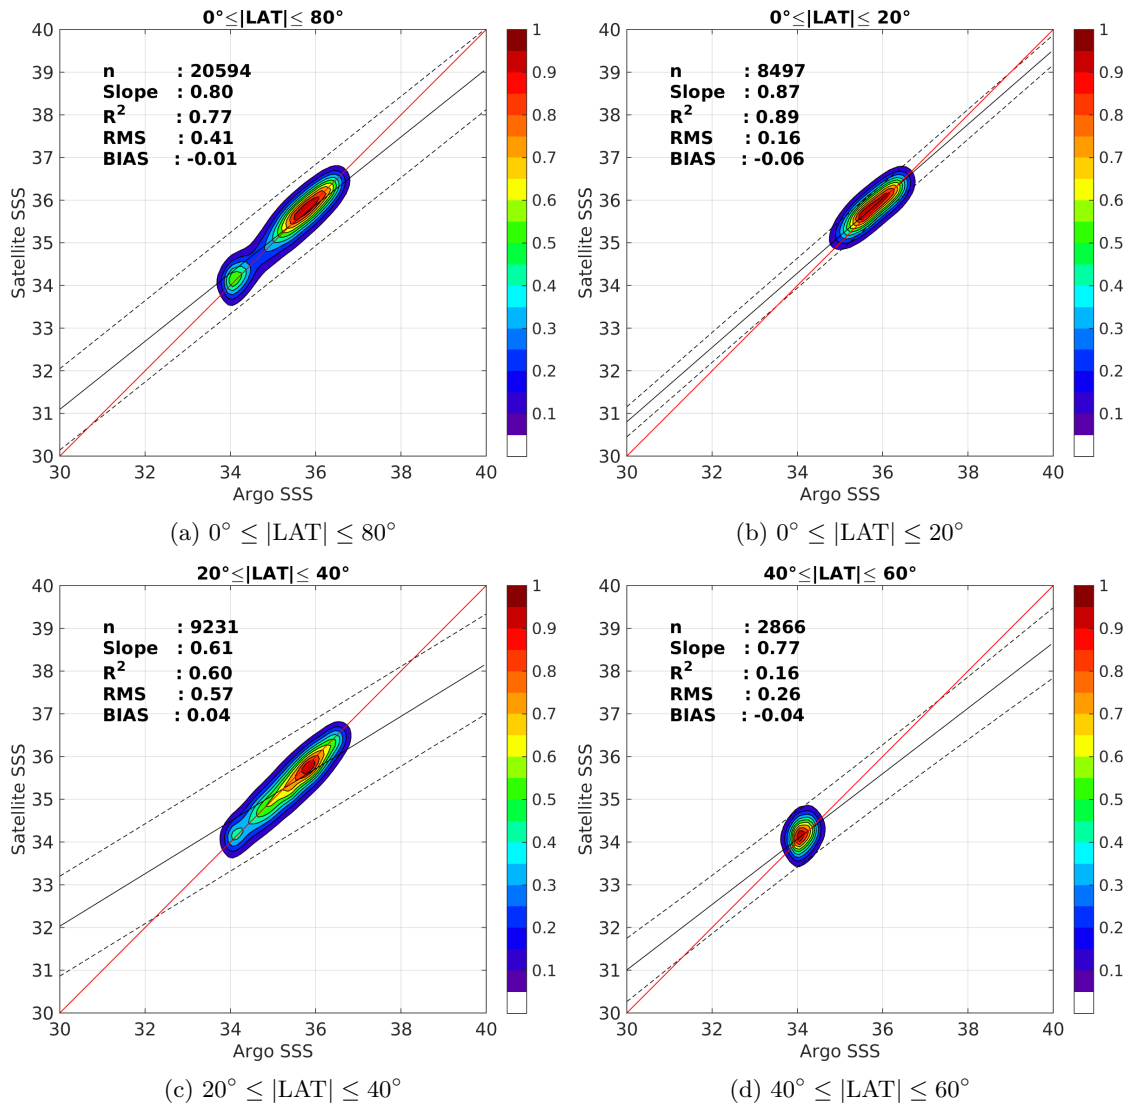 0°≤|LAT|≤ 80°
n : 20594
Slope : 0.80
R2 : 0.77
RMS : 0.41
BIAS : -0.01
Satellite SSS
40
39
38
37
36
35
34
33
32
31
30
30 32 34 36 38 40
Argo SSS
1
0.9
0.8
0.7
0.6
0.5
0.4
0.3
0.2
0.1
(a) 0° ≤ |LAT| ≤ 80°
0°≤|LAT|≤ 20°
n : 8497
Slope : 0.87
R2 : 0.89
RMS : 0.16
BIAS : -0.06
Satellite SSS
40
39
38
37
36
35
34
33
32
31
30
30 32 34 36 38 40
Argo SSS
1
0.9
0.8
0.7
0.6
0.5
0.4
0.3
0.2
0.1
(b) 0° ≤ |LAT| ≤ 20°
20°≤|LAT|≤ 40°
n : 9231
Slope : 0.61
R2 : 0.60
RMS : 0.57
BIAS : 0.04
Satellite SSS
40
39
38
37
36
35
34
33
32
31
30
30 32 34 36 38 40
Argo SSS
1
0.9
0.8
0.7
0.6
0.5
0.4
0.3
0.2
0.1
(c) 20° ≤ |LAT| ≤ 40°
40°≤|LAT|≤ 60°
n : 2866
Slope : 0.77
R2 : 0.16
RMS : 0.26
BIAS : -0.04
Satellite SSS
40
39
38
37
36
35
34
33
32
31
30
30 32 34 36 38 40
Argo SSS
1
0.9
0.8
0.7
0.6
0.5
0.4
0.3
0.2
0.1
(d) 40° ≤ |LAT| ≤ 60°